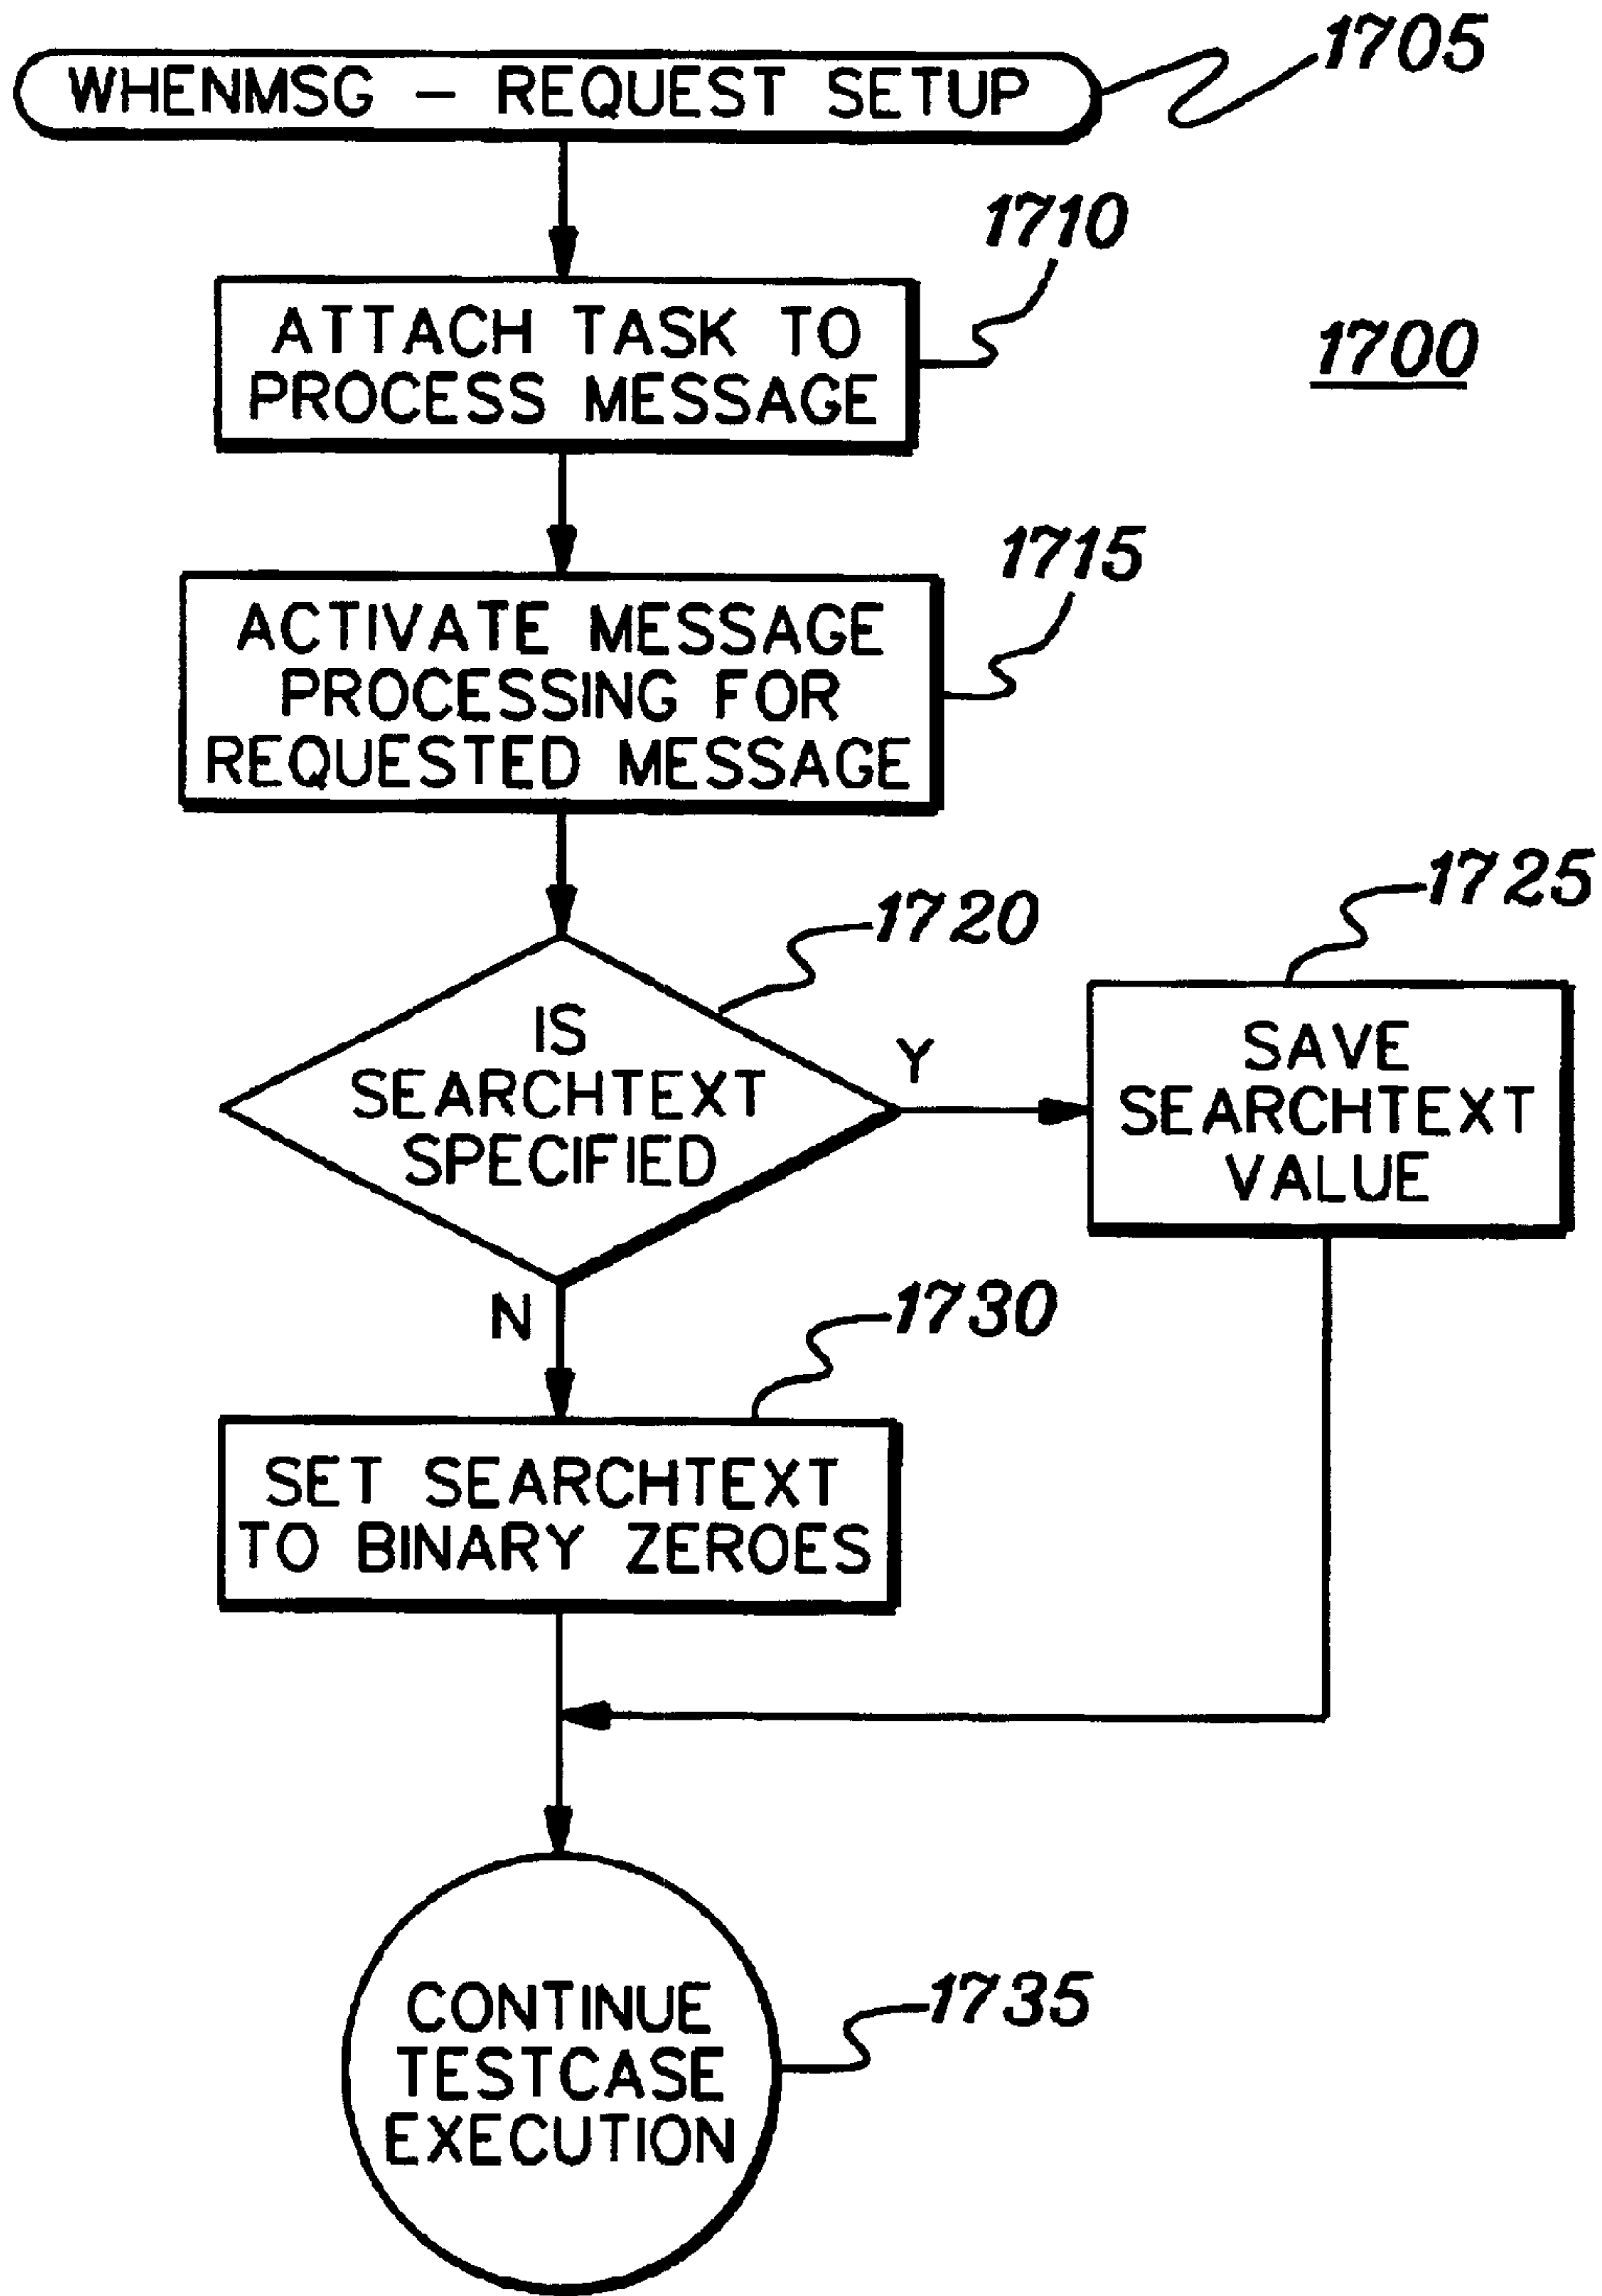 1705
WHENMSG – REQUEST SETUP
1710
ATTACH TASK TO
PROCESS MESSAGE
1700
1715
ACTIVATE MESSAGE
PROCESSING FOR
REQUESTED MESSAGE
1720
1725
IS
SEARCHTEXT
SPECIFIED
Y
SAVE
SEARCHTEXT
VALUE
N
1730
SET SEARCHTEXT
TO BINARY ZEROES
CONTINUE
TESTCASE
EXECUTION
1735